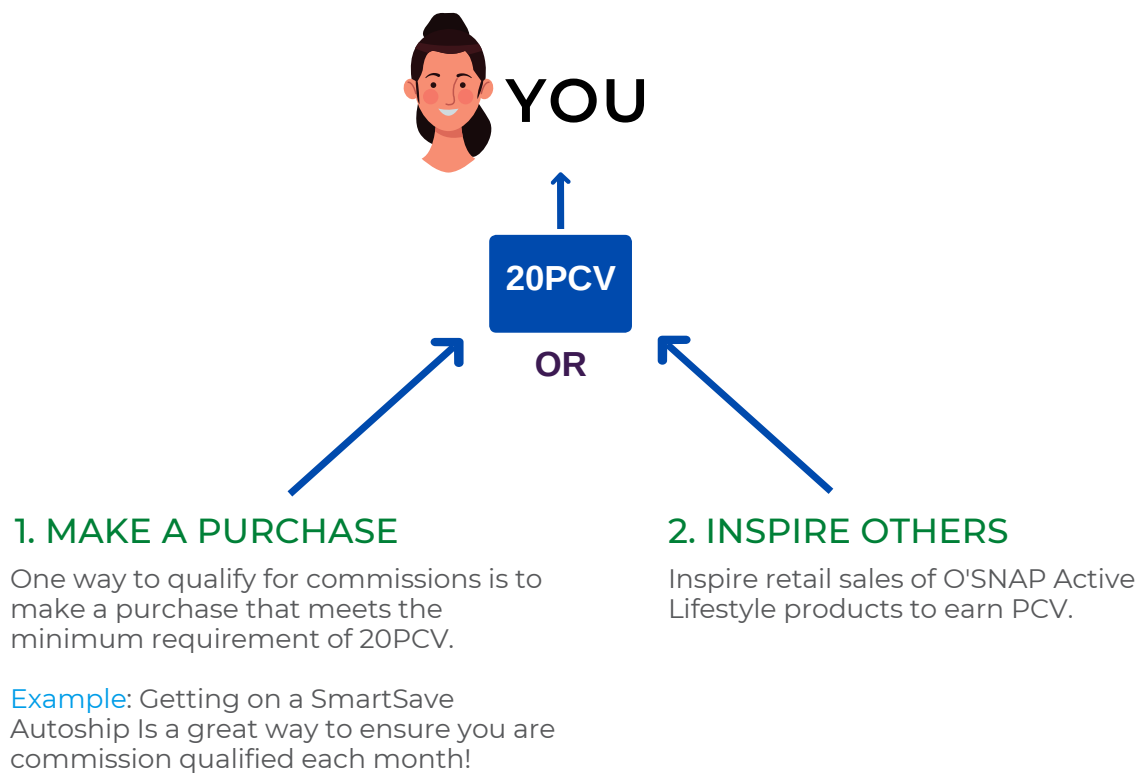 YOU
20PCV
OR
1. MAKE A PURCHASE
One way to qualify for commissions is to
make a purchase that meets the
minimum requirement of 20PCV.
Example: Getting on a SmartSave
Autoship Is a great way to ensure you are
commission qualified each month!
2. INSPIRE OTHERS
Inspire retail sales of O'SNAP Active
Lifestyle products to earn PCV.